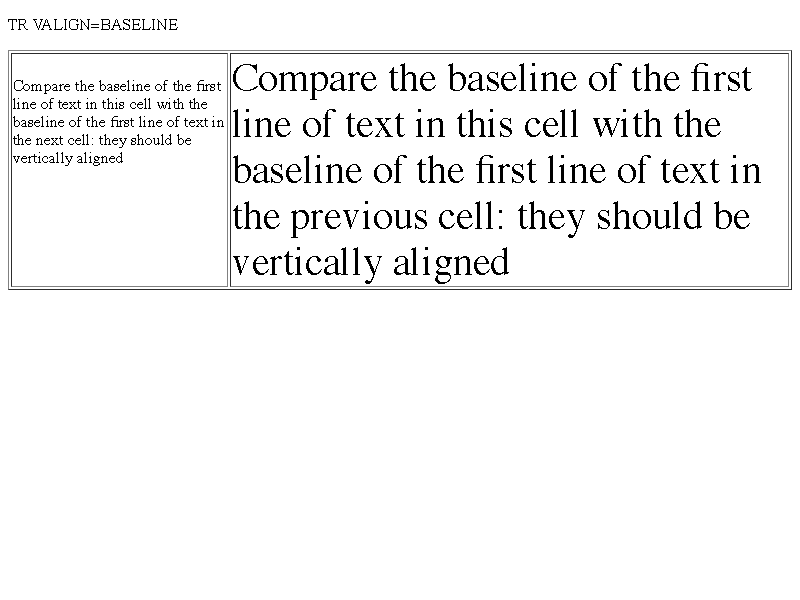 TR VALIGN=BASELINE
Compare the baseline of the first
line of text in this cell with the
baseline of the first line of text in
the next cell: they should be
vertically aligned
Compare the baseline of the first
line of text in this cell with the
baseline of the first line of text in
the previous cell: they should be
vertically aligned